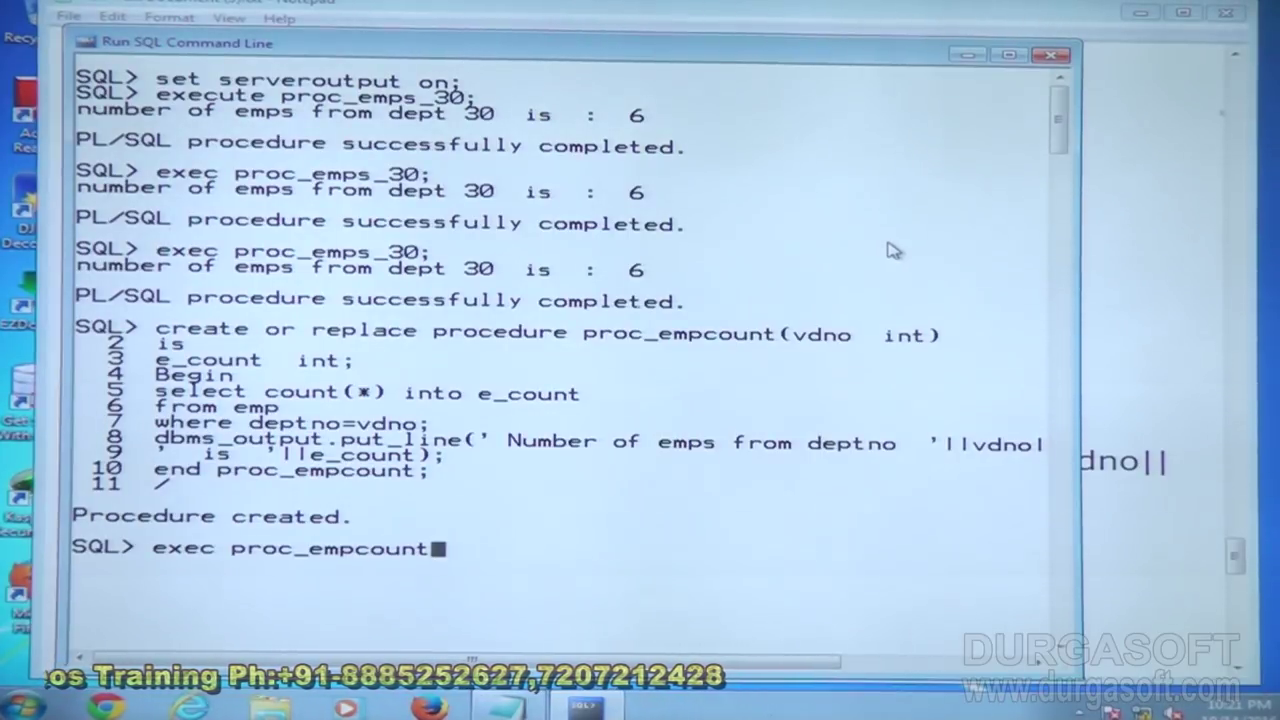 File Edit Format View Help
Run SQL Command Line
SQL> set serveroutput on;
SQL> execute proc_emps_30;
number of emps from dept 30 is : 6
PL/SQL procedure successfully completed.
SQL> exec proc_emps_30;
number of emps from dept 30 is : 6
PL/SQL procedure successfully completed.
SQL> exec proc_emps_30;
number of emps from dept 30 is : 6
PL/SQL procedure successfully completed.
SQL> create or replace procedure proc_empcount(vdno int)
2 is
3 e_count int;
4 Begin
5 select count(*) into e_count
6 from emp
7 where deptno=vdno;
8 dbms_output.put_line(' Number of emps from deptno '||vdno|
9 ' is '||e_count);
10 end proc_empcount;
11 /
dno||
Procedure created.
SQL> exec proc_empcount
DURGASOFT
www.durgasoft.com
os Training Ph:+91-8885252627,7207212428
10:21 PM